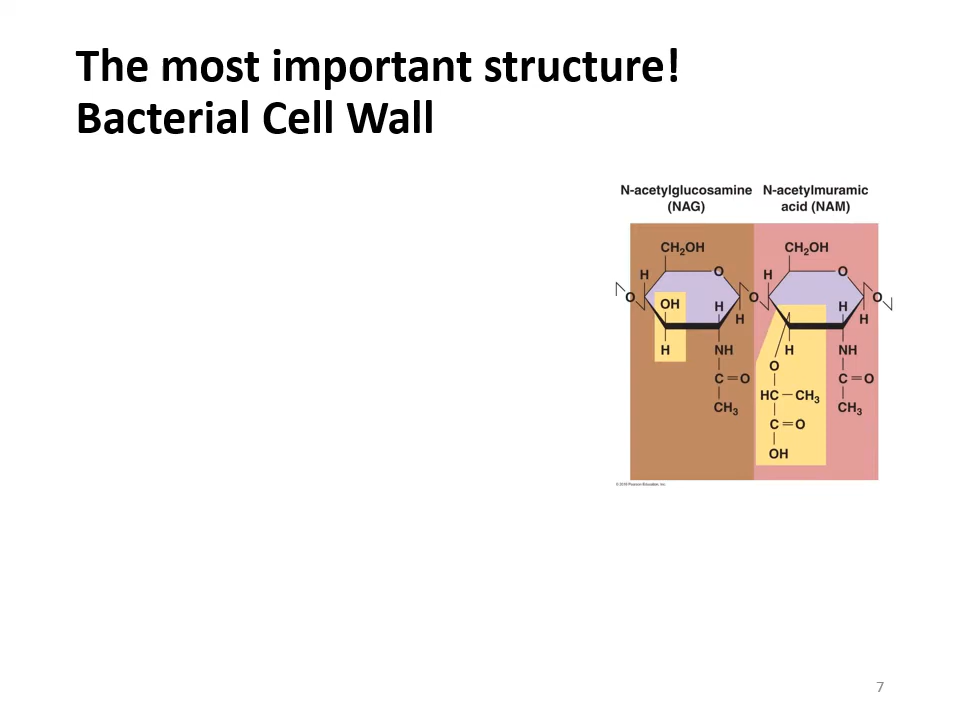 The most important structure!
Bacterial Cell Wall
N-acetylglucosamine N-acetylmuramic
(NAG) acid (NAM)
CH₂OH CH₂OH
H O H O
O O O
OH H H H H
H NH H NH
O
C=O C=O
HC—CH₃
CH₃ CH₃
C=O
OH
© 2018 Pearson Education, Inc.
7